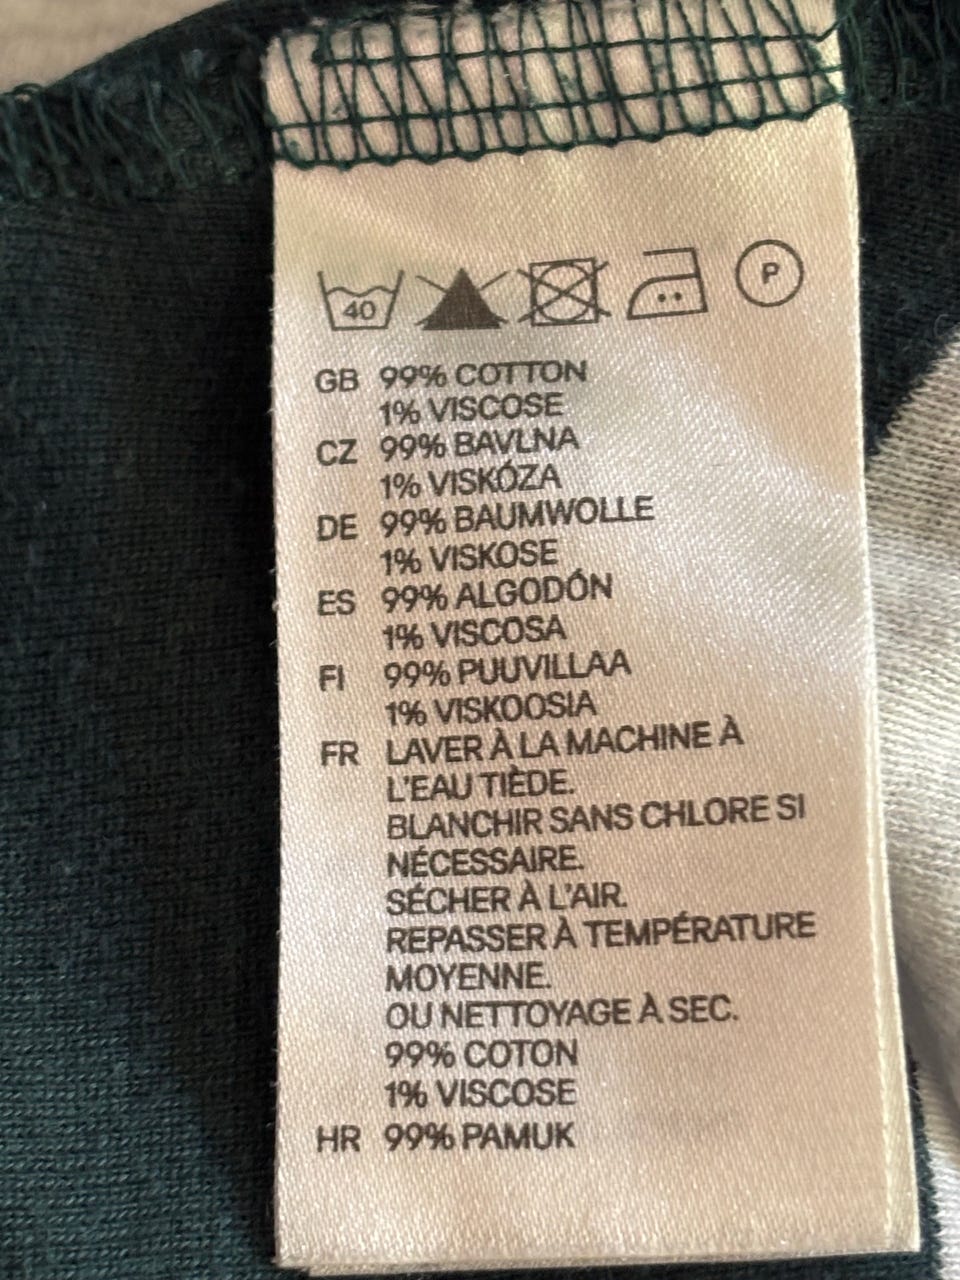 40 P
GB 99% COTTON
1% VISCOSE
CZ 99% BAVLNA
1% VISKÓZA
DE 99% BAUMWOLLE
1% VISKOSE
ES 99% ALGODÓN
1% VISCOSA
FI 99% PUUVILLAA
1% VISKOOSIA
FR LAVER À LA MACHINE À
L'EAU TIÈDE.
BLANCHIR SANS CHLORE SI
NÉCESSAIRE.
SÉCHER À L'AIR.
REPASSER À TEMPÉRATURE
MOYENNE.
OU NETTOYAGE À SEC.
99% COTON
1% VISCOSE
HR 99% PAMUK